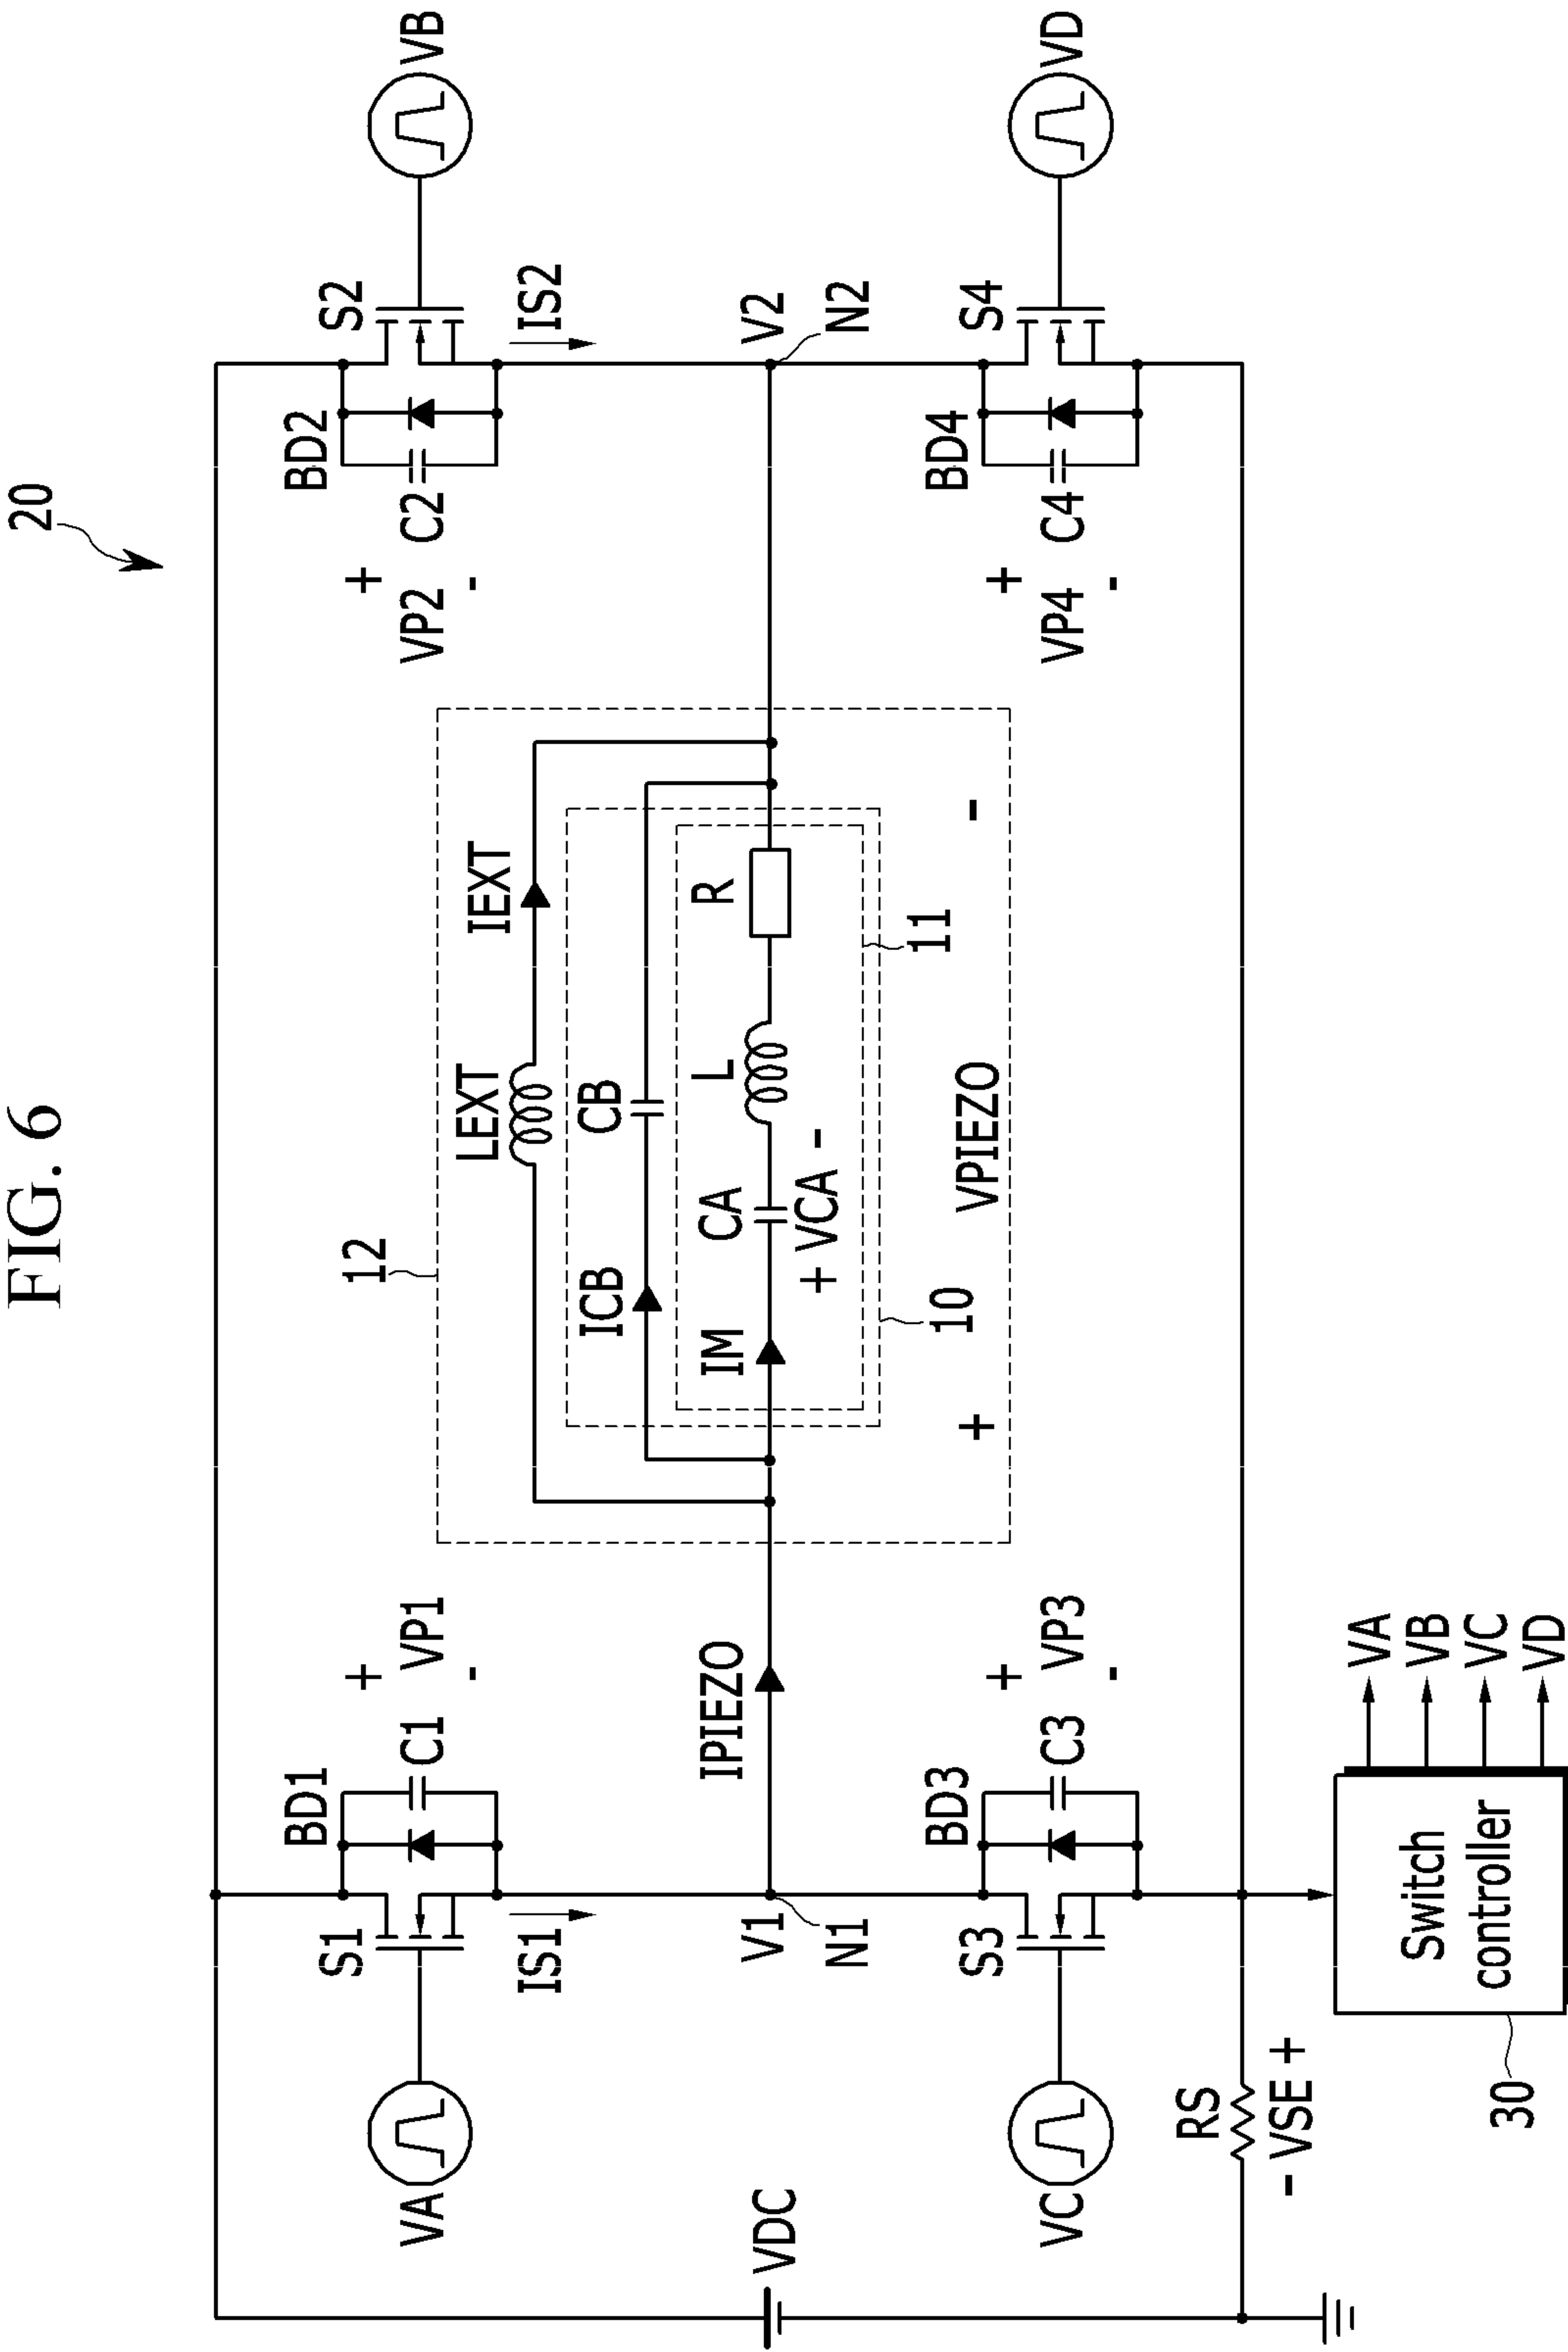 FIG. 6
20
S1
BD1
C1
+
VP1
-
VA
IS1
S2
BD2
C2
+
VP2
-
VB
IS2
12
LEXT
IEXT
ICB
CB
IM
CA
L
R
+ VCA -
10
11
+
VPIEZO
-
VDC
V1
N1
IPIEZO
V2
N2
S3
BD3
C3
+
VP3
-
VC
S4
BD4
C4
+
VP4
-
VD
RS
- VSE +
30
Switch
controller
VA
VB
VC
VD